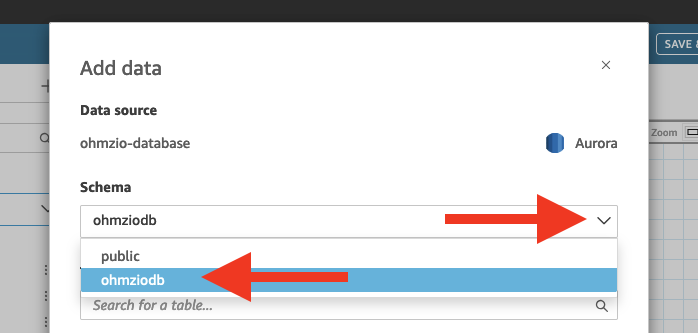 SAVE &
Add data
Data source
ohmzio-database
Aurora
Zoom
Schema
ohmziodb
public
ohmziodb
Search for a table...